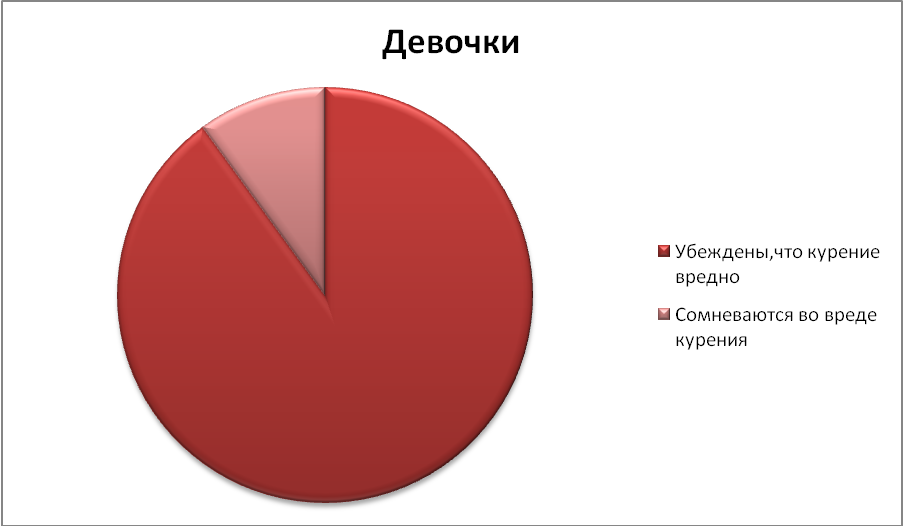 Девочки
Убеждены,что курение
вредно
Сомневаются во вреде
курения